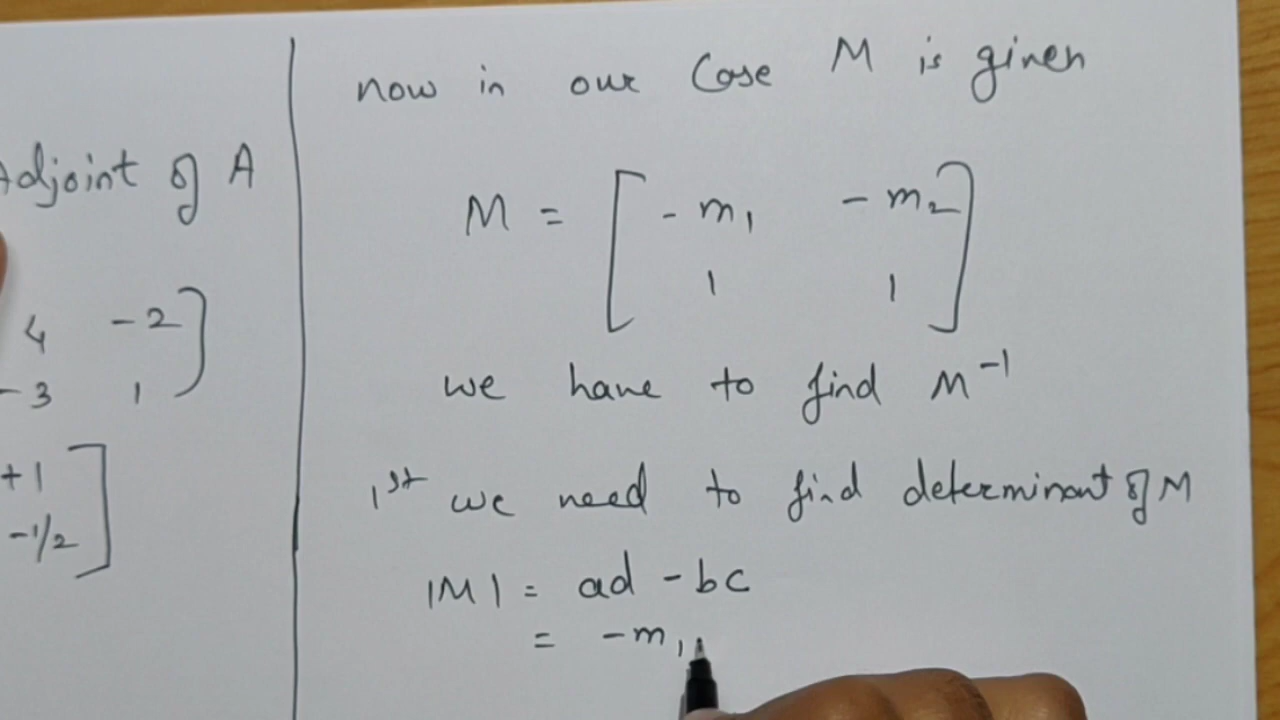 Adjoint of A
4 -2
-3 1
+1
-1/2
now in our Case M is given
M = [ -m₁ -m₂
1 1 ]
we have to find M⁻¹
1st we need to find determinant of M
|M| = ad - bc
= -m₁